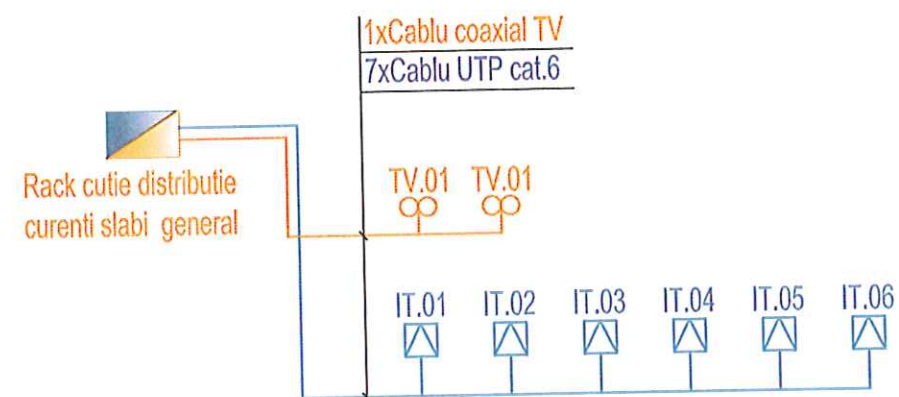 1xCablu coaxial TV
7xCablu UTP cat.6
Rack cutie distributie
curenti slabi general
TV.01 TV.01
IT.01 IT.02 IT.03 IT.04 IT.05 IT.06